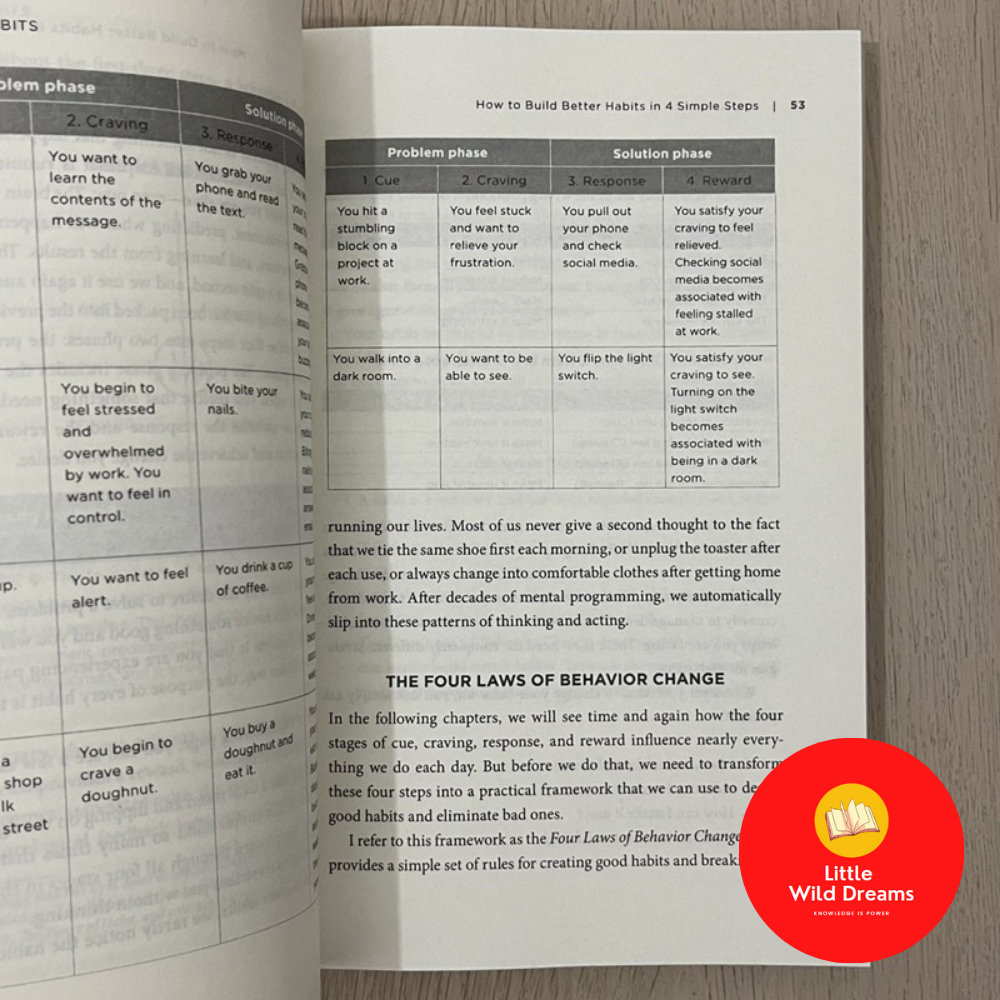 BITS
blem phase
Solution
2. Craving
3. Response
You want to
learn the
contents of the
message.
You grab your
phone and read
the text.
You begin to
feel stressed
and
overwhelmed
by work. You
want to feel in
control.
You bite your
nails.
up.
You want to feel
alert.
You drink a cup
of coffee.
a
shop
lk
street
You begin to
crave a
doughnut.
You buy a
doughnut and
eat it.
How to Build Better Habits in 4 Simple Steps | 53
Problem phase
Solution phase
1. Cue
2. Craving
3. Response
4. Reward
You hit a
stumbling
block on a
project at
work.
You feel stuck
and want to
relieve your
frustration.
You pull out
your phone
and check
social media.
You satisfy your
craving to feel
relieved.
Checking social
media becomes
associated with
feeling stalled
at work.
You walk into a
dark room.
You want to be
able to see.
You flip the light
switch.
You satisfy your
craving to see.
Turning on the
light switch
becomes
associated with
being in a dark
room.
running our lives. Most of us never give a second thought to the fact
that we tie the same shoe first each morning, or unplug the toaster after
each use, or always change into comfortable clothes after getting home
from work. After decades of mental programming, we automatically
slip into these patterns of thinking and acting.
THE FOUR LAWS OF BEHAVIOR CHANGE
In the following chapters, we will see time and again how the four
stages of cue, craving, response, and reward influence nearly every-
thing we do each day. But before we do that, we need to transform
these four steps into a practical framework that we can use to de
good habits and eliminate bad ones.
I refer to this framework as the Four Laws of Behavior Change
provides a simple set of rules for creating good habits and break
Little
Wild Dreams
KNOWLEDGE IS POWER